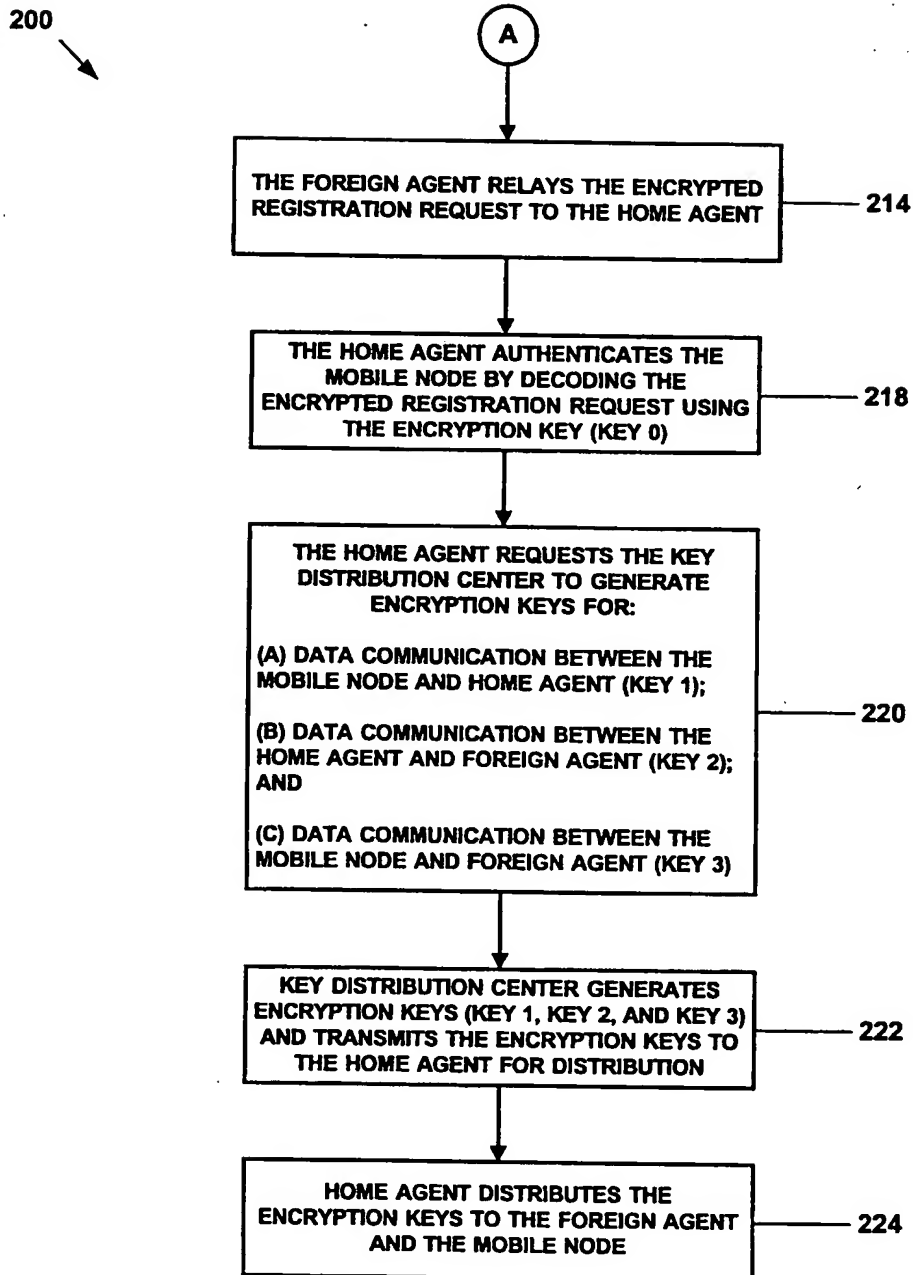 200
A
THE FOREIGN AGENT RELAYS THE ENCRYPTED
REGISTRATION REQUEST TO THE HOME AGENT
214
THE HOME AGENT AUTHENTICATES THE
MOBILE NODE BY DECODING THE
ENCRYPTED REGISTRATION REQUEST USING
THE ENCRYPTION KEY (KEY 0)
218
THE HOME AGENT REQUESTS THE KEY
DISTRIBUTION CENTER TO GENERATE
ENCRYPTION KEYS FOR:
(A) DATA COMMUNICATION BETWEEN THE
MOBILE NODE AND HOME AGENT (KEY 1);
(B) DATA COMMUNICATION BETWEEN THE
HOME AGENT AND FOREIGN AGENT (KEY 2);
AND
(C) DATA COMMUNICATION BETWEEN THE
MOBILE NODE AND FOREIGN AGENT (KEY 3)
220
KEY DISTRIBUTION CENTER GENERATES
ENCRYPTION KEYS (KEY 1, KEY 2, AND KEY 3)
AND TRANSMITS THE ENCRYPTION KEYS TO
THE HOME AGENT FOR DISTRIBUTION
222
HOME AGENT DISTRIBUTES THE
ENCRYPTION KEYS TO THE FOREIGN AGENT
AND THE MOBILE NODE
224